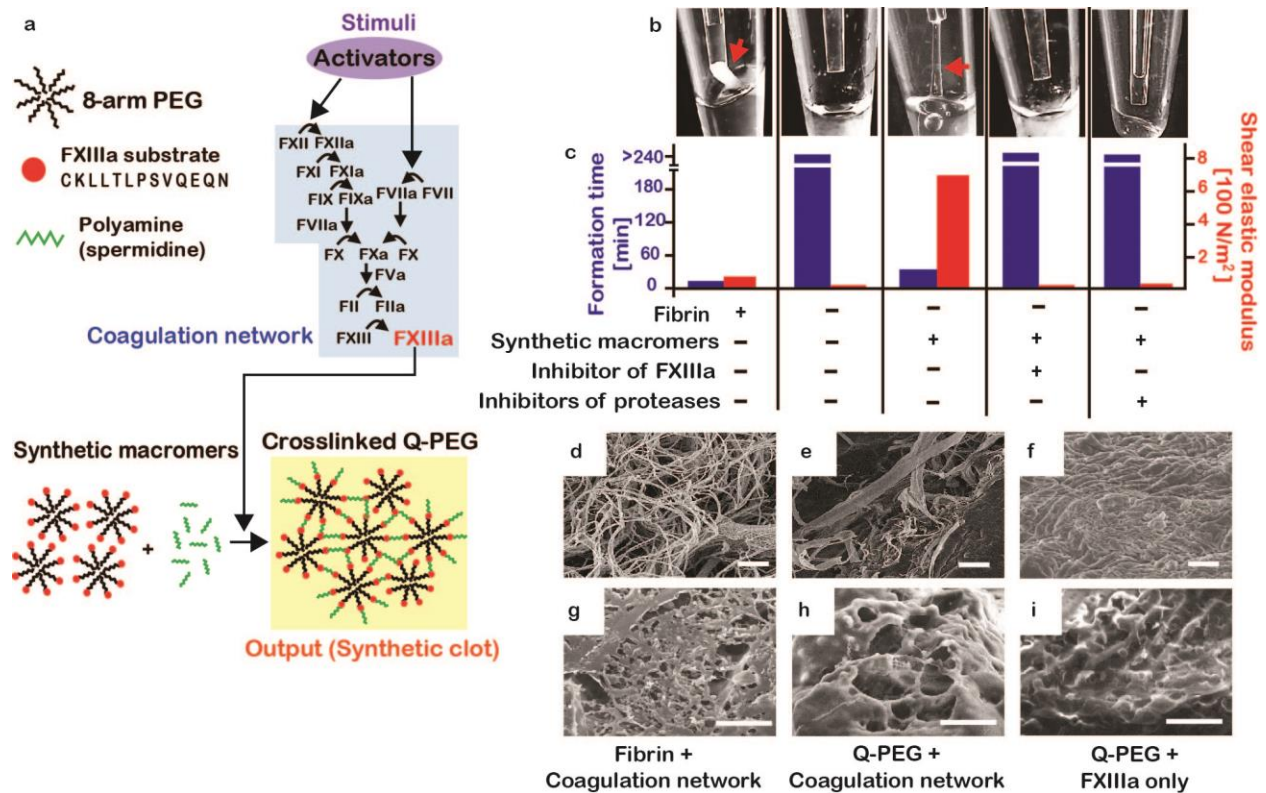 a
Stimuli
Activators
8-arm PEG
FXIIIa substrate
CKLLTLPSVQEQN
Polyamine
(spermidine)
FXII FXIIa
FXI FXIa
FIX FIXa
FVIIa FVII
FVIIa
FX FXa FX
FVa
FII FIIa
FXIII FXIIIa
Coagulation network
Synthetic macromers
+
Crosslinked Q-PEG
Output (Synthetic clot)
b
c
Formation time
[min]
>240
180
120
60
0
8
6
4
2
Shear elastic modulus
[100 N/m²]
Fibrin + – – – –
Synthetic macromers – – + + +
Inhibitor of FXIIIa – – – + 
Inhibitors of proteases – – – – +
d
e
f
g
h
i
Fibrin +
Coagulation network
Q-PEG +
Coagulation network
Q-PEG +
FXIIIa only